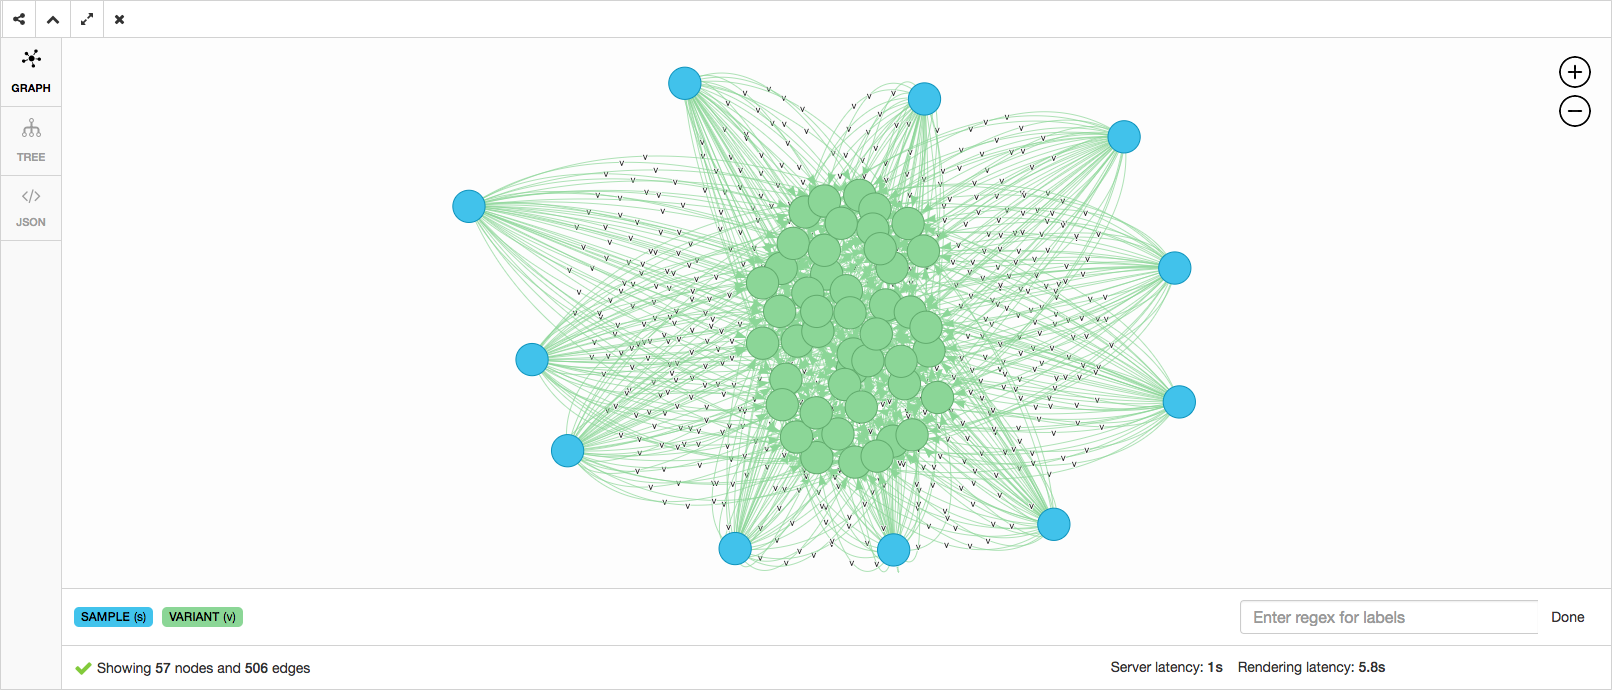 GRAPH
TREE
</>
JSON
SAMPLE (s) VARIANT (v)
Enter regex for labels Done
Showing 57 nodes and 506 edges
Server latency: 1s Rendering latency: 5.8s